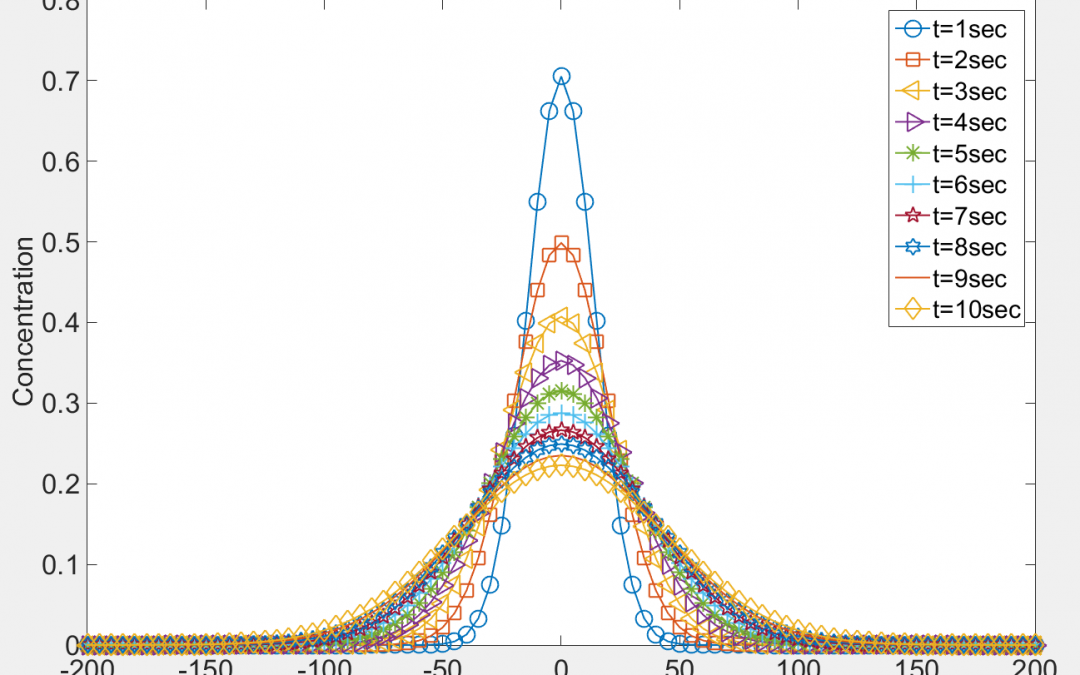 0.8
0.7
0.6
0.5
0.4
0.3
0.2
0.1
0
Concentration
-200 -150 -100 -50 0 50 100 150 200
t=1sec
t=2sec
t=3sec
t=4sec
t=5sec
t=6sec
t=7sec
t=8sec
t=9sec
t=10sec